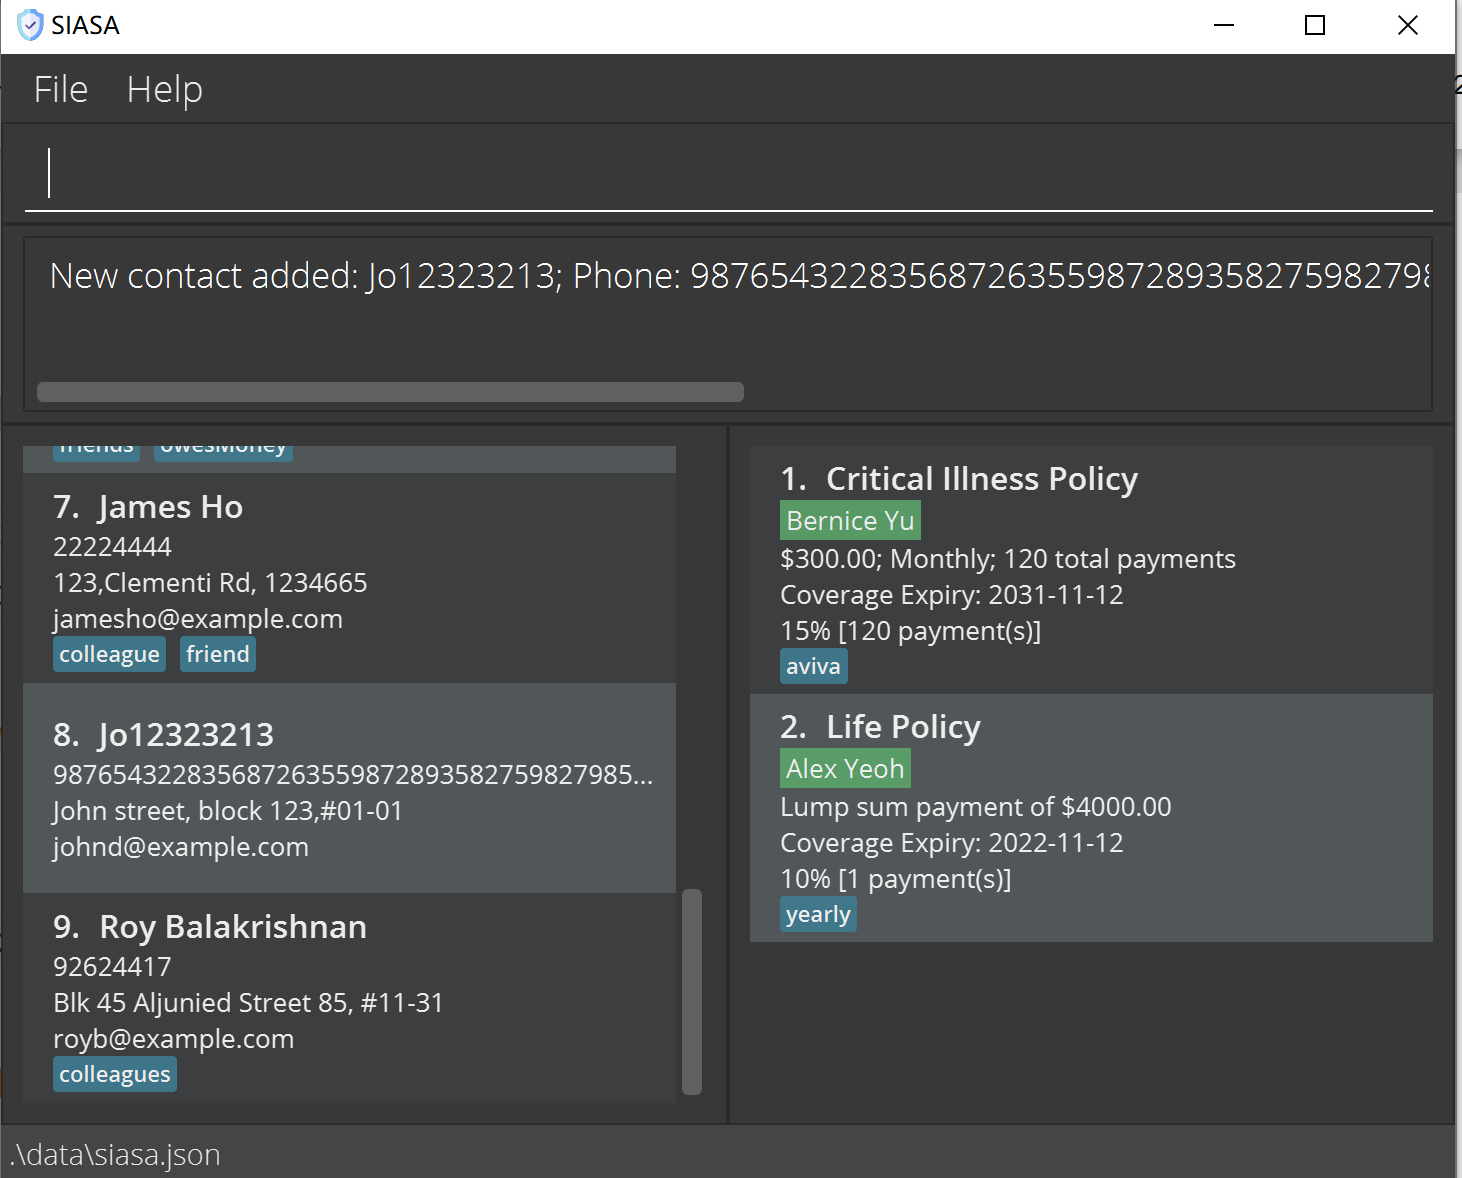 SIASA
File Help
New contact added: Jo12323213; Phone: 98765432283568726355987289358275982798
friends owesMoney
7. James Ho
22224444
123,Clementi Rd, 1234665
jamesho@example.com
colleague friend
8. Jo12323213
987654322835687263559872893582759827985...
John street, block 123,#01-01
johnd@example.com
9. Roy Balakrishnan
92624417
Blk 45 Aljunied Street 85, #11-31
royb@example.com
colleagues
1. Critical Illness Policy
Bernice Yu
$300.00; Monthly; 120 total payments
Coverage Expiry: 2031-11-12
15% [120 payment(s)]
aviva
2. Life Policy
Alex Yeoh
Lump sum payment of $4000.00
Coverage Expiry: 2022-11-12
10% [1 payment(s)]
yearly
.\data\siasa.json